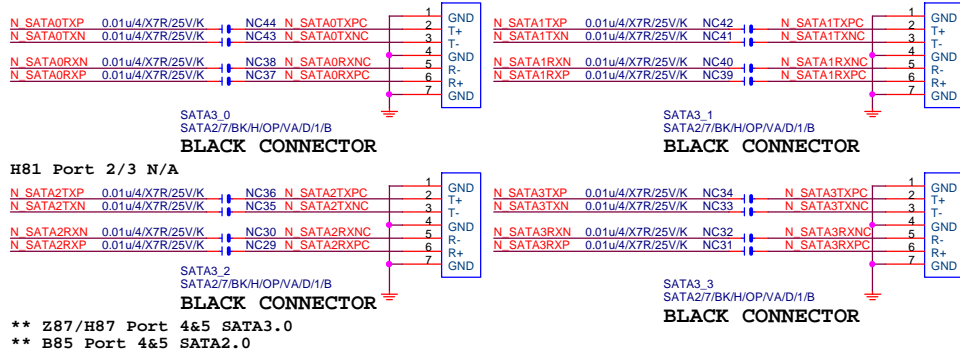 1 GND
N_SATA0TXP 0.01u/4/X7R/25V/K NC44 N_SATA0TXPC 2 T+
N_SATA0TXN 0.01u/4/X7R/25V/K NC43 N_SATA0TXNC 3 T-
4 GND
N_SATA0RXN 0.01u/4/X7R/25V/K NC38 N_SATA0RXNC 5 R-
N_SATA0RXP 0.01u/4/X7R/25V/K NC37 N_SATA0RXPC 6 R+
7 GND
SATA3_0
SATA2/7/BK/H/OP/VA/D/1/B
BLACK CONNECTOR
1 GND
N_SATA1TXP 0.01u/4/X7R/25V/K NC42 N_SATA1TXPC 2 T+
N_SATA1TXN 0.01u/4/X7R/25V/K NC41 N_SATA1TXNC 3 T-
4 GND
N_SATA1RXN 0.01u/4/X7R/25V/K NC40 N_SATA1RXNC 5 R-
N_SATA1RXP 0.01u/4/X7R/25V/K NC39 N_SATA1RXPC 6 R+
7 GND
SATA3_1
SATA2/7/BK/H/OP/VA/D/1/B
BLACK CONNECTOR
H81 Port 2/3 N/A
1 GND
N_SATA2TXP 0.01u/4/X7R/25V/K NC36 N_SATA2TXPC 2 T+
N_SATA2TXN 0.01u/4/X7R/25V/K NC35 N_SATA2TXNC 3 T-
4 GND
N_SATA2RXN 0.01u/4/X7R/25V/K NC30 N_SATA2RXNC 5 R-
N_SATA2RXP 0.01u/4/X7R/25V/K NC29 N_SATA2RXPC 6 R+
7 GND
SATA3_2
SATA2/7/BK/H/OP/VA/D/1/B
BLACK CONNECTOR
1 GND
N_SATA3TXP 0.01u/4/X7R/25V/K NC34 N_SATA3TXPC 2 T+
N_SATA3TXN 0.01u/4/X7R/25V/K NC33 N_SATA3TXNC 3 T-
4 GND
N_SATA3RXN 0.01u/4/X7R/25V/K NC32 N_SATA3RXNC 5 R-
N_SATA3RXP 0.01u/4/X7R/25V/K NC31 N_SATA3RXPC 6 R+
7 GND
SATA3_3
SATA2/7/BK/H/OP/VA/D/1/B
BLACK CONNECTOR
** Z87/H87 Port 4&5 SATA3.0
** B85 Port 4&5 SATA2.0